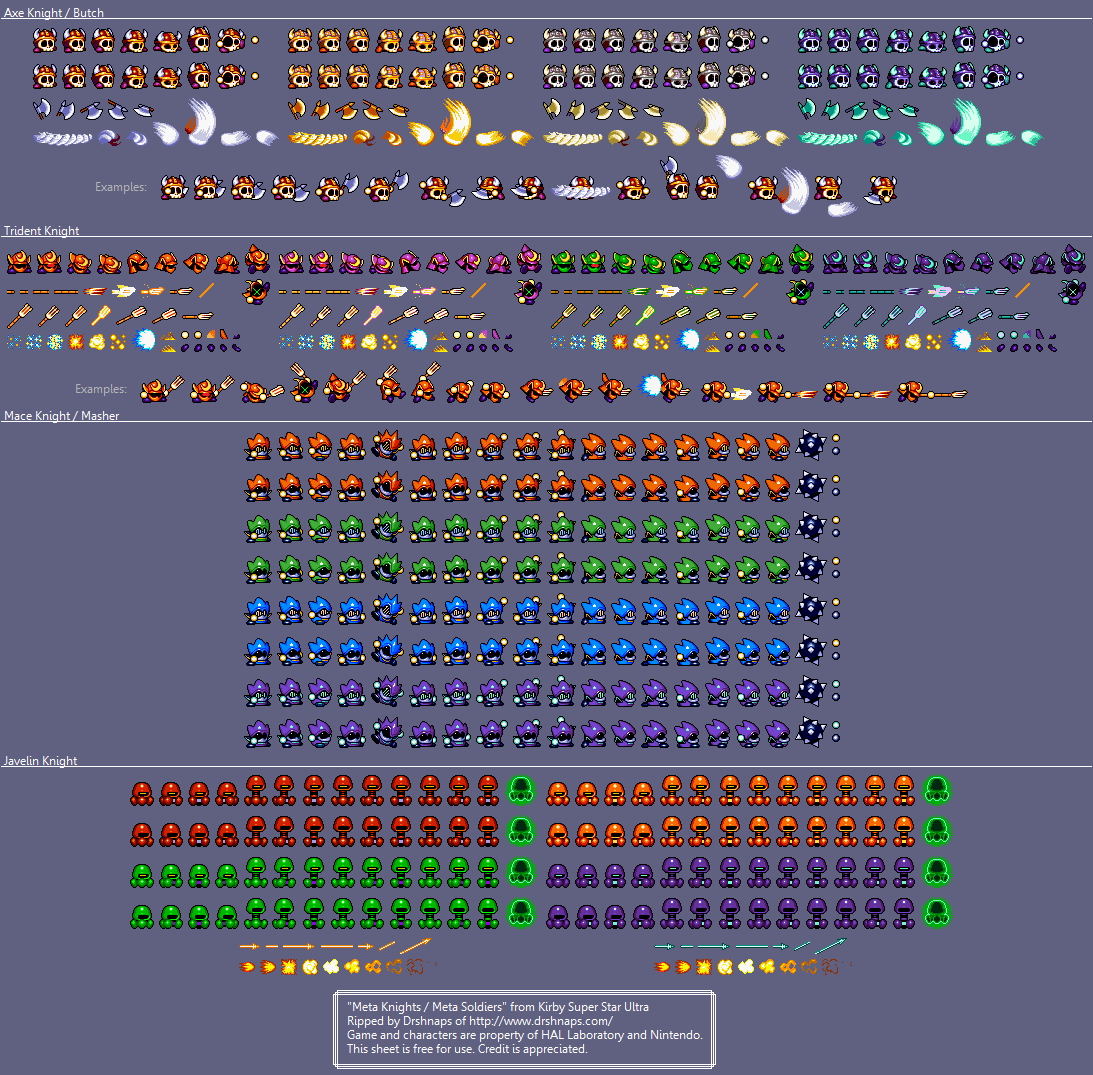 Axe Knight / Butch
Examples:
Trident Knight
Examples:
Mace Knight / Masher
Javelin Knight
"Meta Knights / Meta Soldiers" from Kirby Super Star Ultra
Ripped by Drshnaps of http://www.drshnaps.com/
Game and characters are property of HAL Laboratory and Nintendo.
This sheet is free for use. Credit is appreciated.